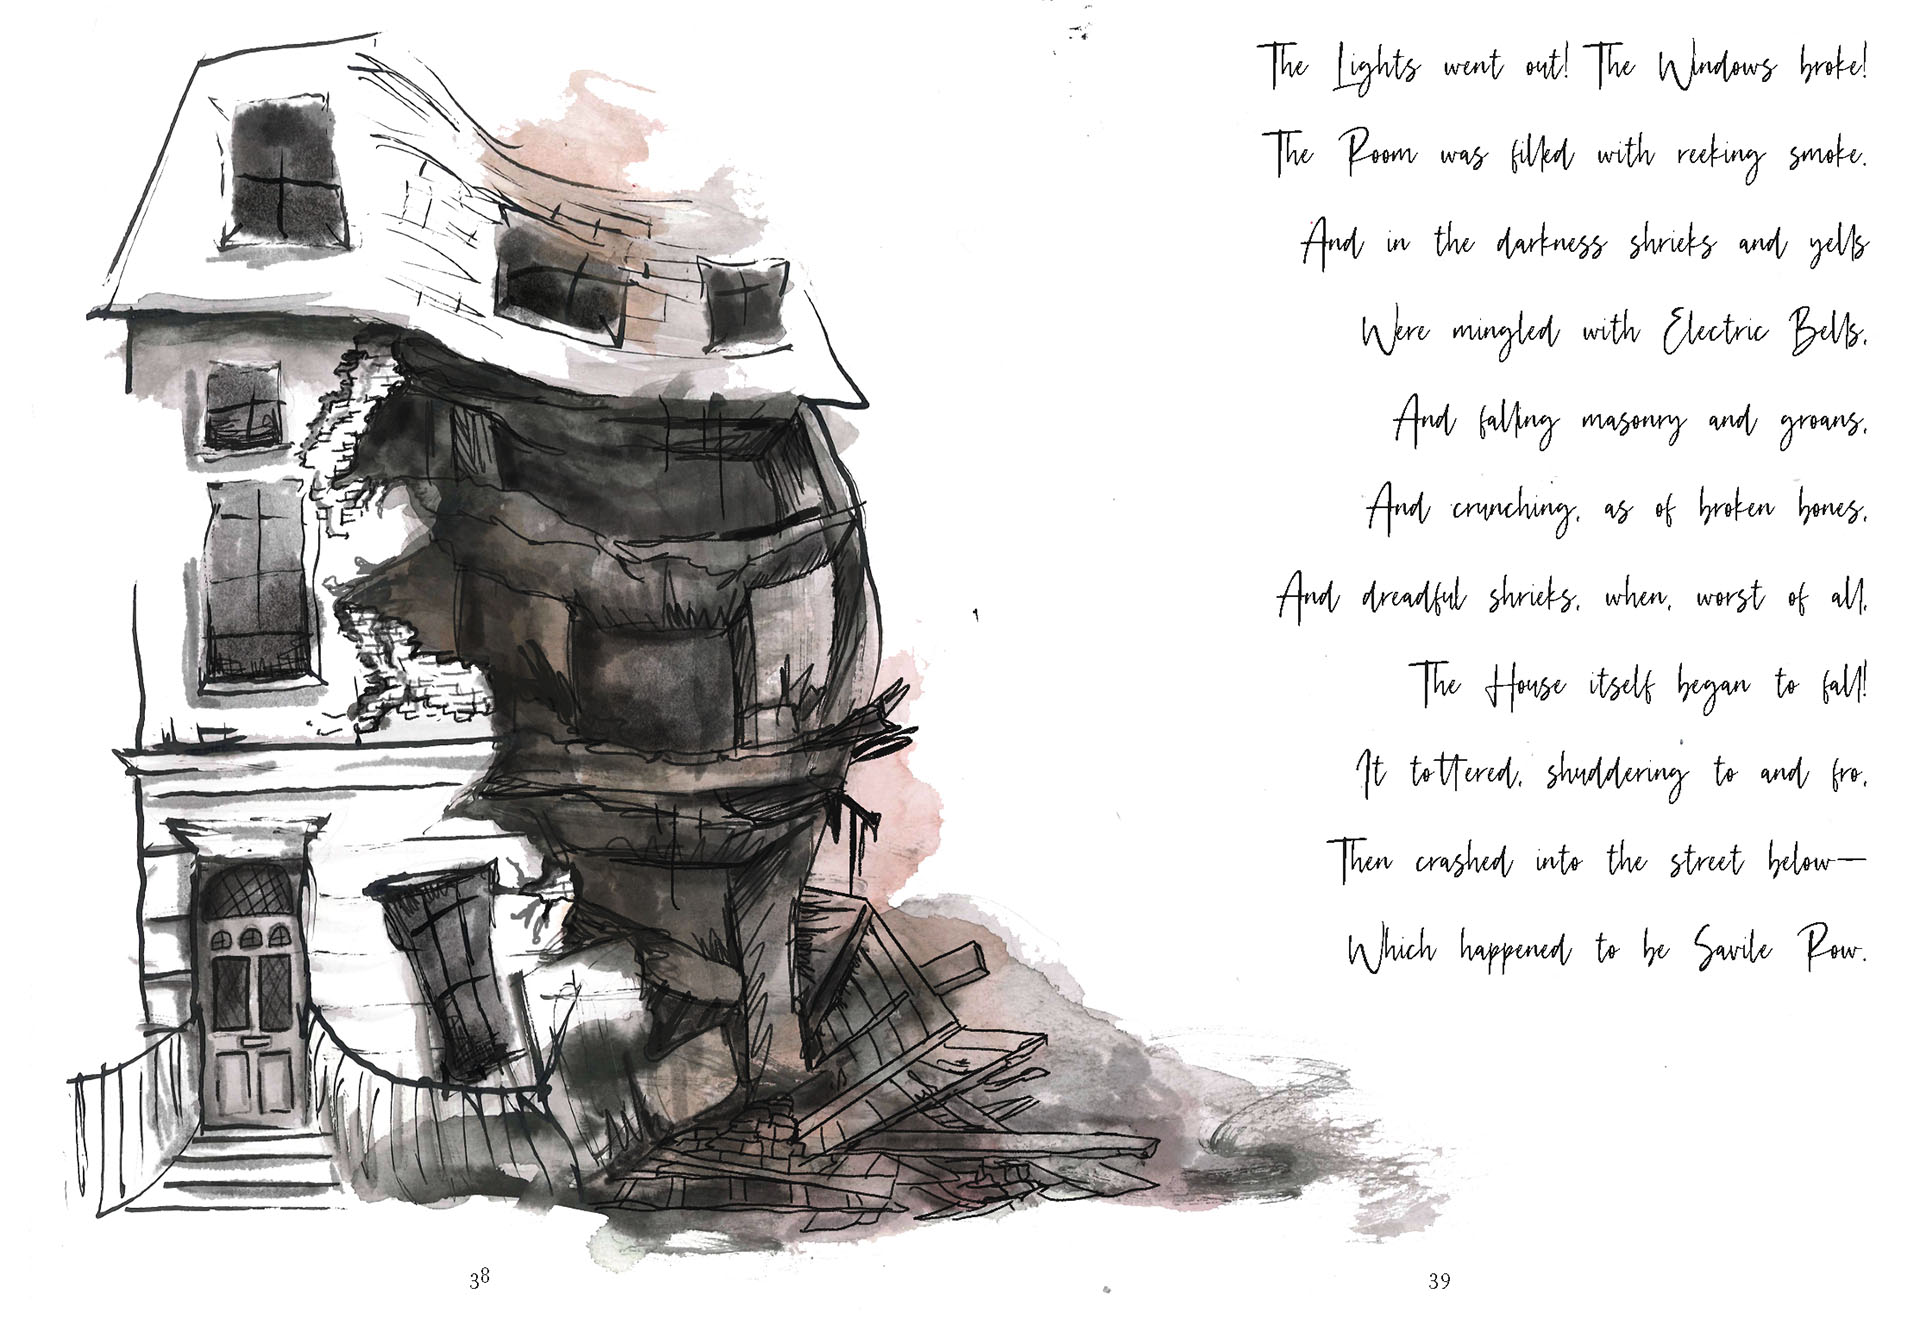 The Lights went out! The Windows broke!
The Room was filled with reeking smoke.
And in the darkness shrieks and yells
Were mingled with Electric Bells,
And falling masonry and groans,
And crunching, as of broken bones,
And dreadful shrieks, when, worst of all,
The House itself began to fall!
It tottered, shuddering to and fro,
Then crashed into the street below—
Which happened to be Savile Row.
38
39